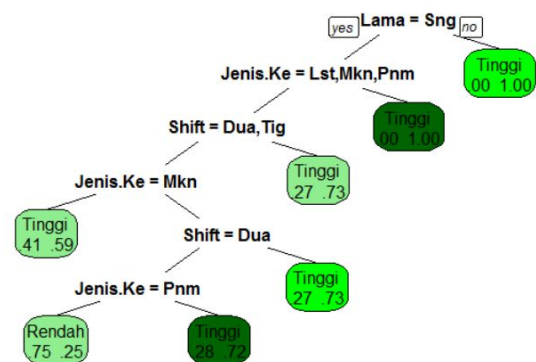 Lama = Sng
yes
no
Jenis.Ke = Lst,Mkn,Pnm
Tinggi
00 1.00
Shift = Dua,Tig
Tinggi
00 1.00
Jenis.Ke = Mkn
Tinggi
27 .73
Tinggi
41 .59
Shift = Dua
Jenis.Ke = Pnm
Tinggi
27 .73
Rendah
75 .25
Tinggi
28 .72